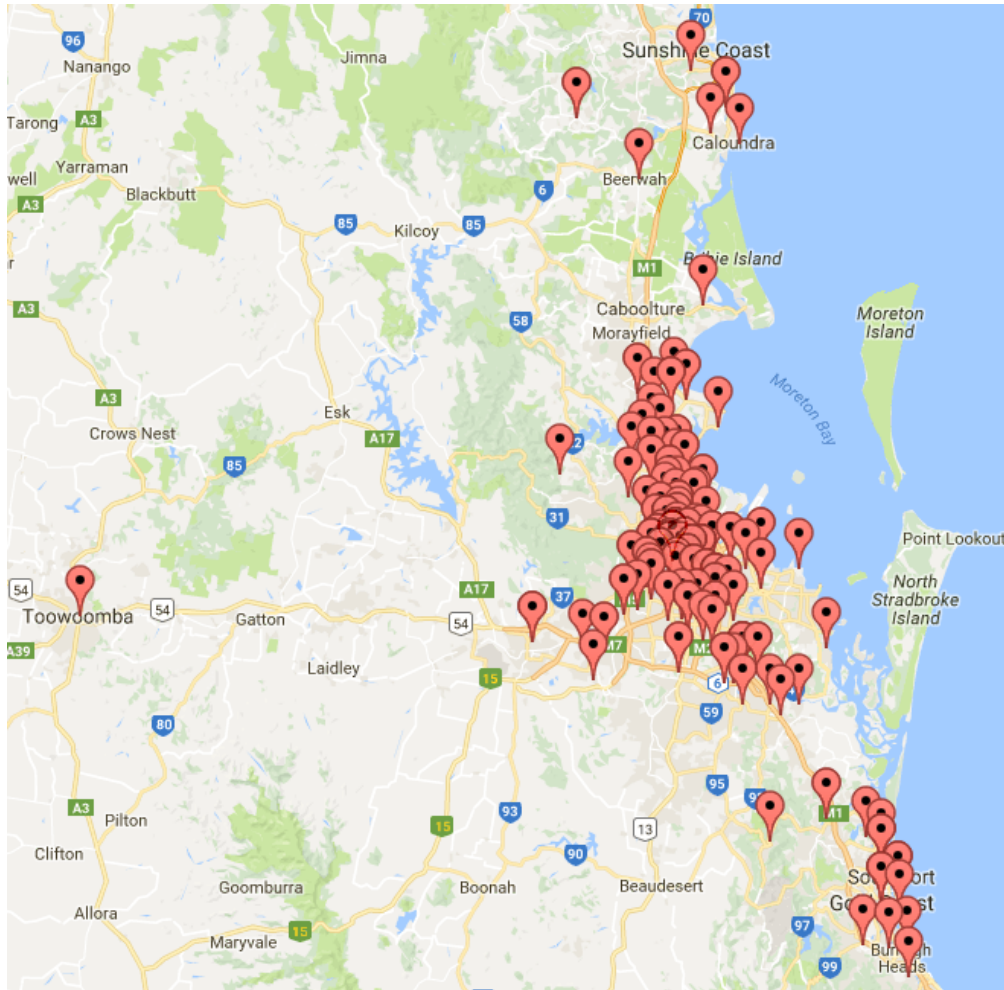 70
96
Sunshine Coast
Jimna
Nanango
Tarong
A3
Caloundra
Yarraman
well
Beerwah
6
Blackbutt
A3
85
85
Kilcoy
r
Bribie Island
M1
A3
Caboolture
58
Morayfield
Moreton
Island
Moreton
Bay
A3
Esk
Crows Nest
A17
85
31
Point Lookout
54
A17
37
North
Stradbroke
Island
Toowoomba
54
Gatton
54
A39
M7
Laidley
15
6
80
59
95
A3
93
M1
Pilton
15
13
Clifton
90
Goomburra
Boonah
Beaudesert
Allora
15
97
Maryvale
Burleigh
Heads
99